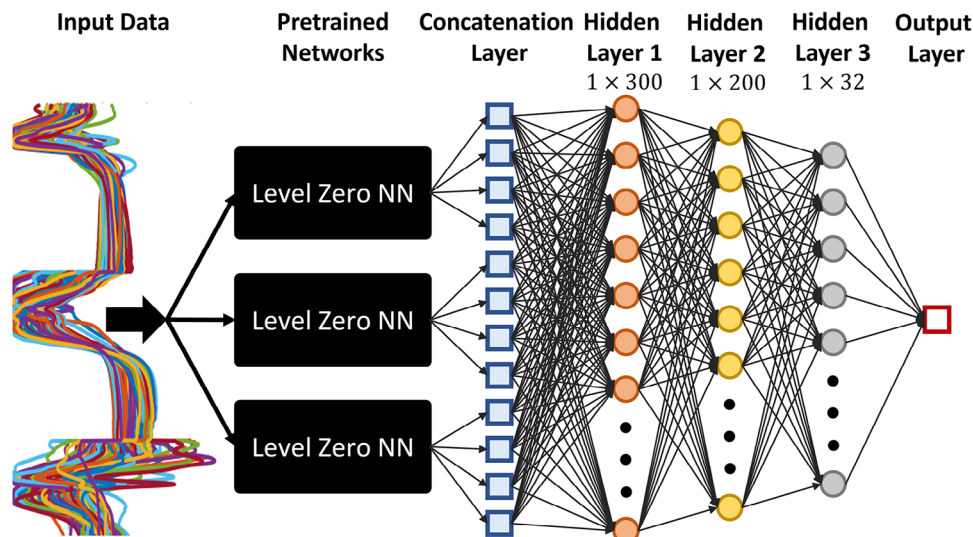 Input Data
Pretrained
Networks
Concatenation
Layer
Hidden
Layer 1
1 × 300
Hidden
Layer 2
1 × 200
Hidden
Layer 3
1 × 32
Output
Layer
Level Zero NN
Level Zero NN
Level Zero NN